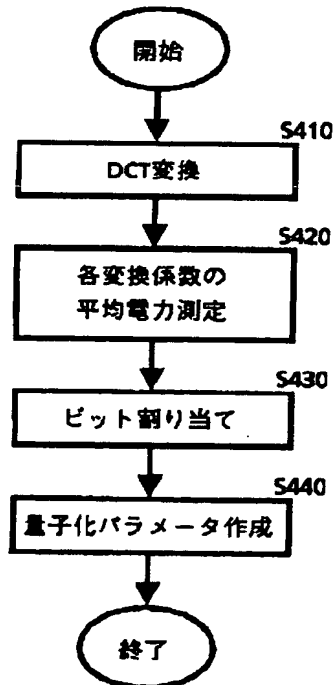 開始
S410
DCT変換
S420
各変換係数の
平均電力測定
S430
ビット割り当て
S440
量子化パラメータ作成
終了